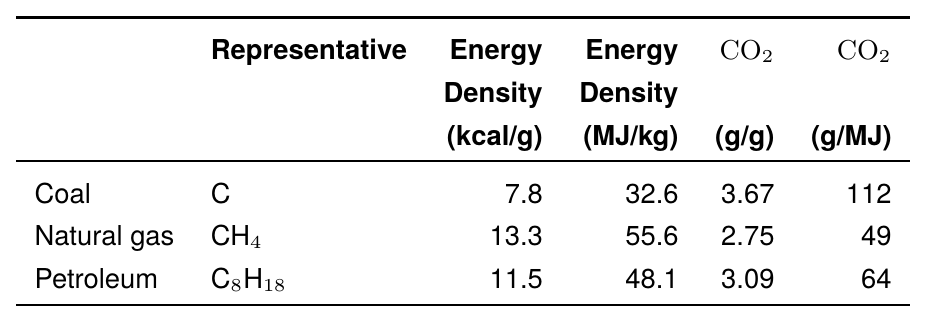 Representative Energy Energy CO₂ CO₂
Density Density
(kcal/g) (MJ/kg) (g/g) (g/MJ)
Coal C 7.8 32.6 3.67 112
Natural gas CH₄ 13.3 55.6 2.75 49
Petroleum C₈H₁₈ 11.5 48.1 3.09 64